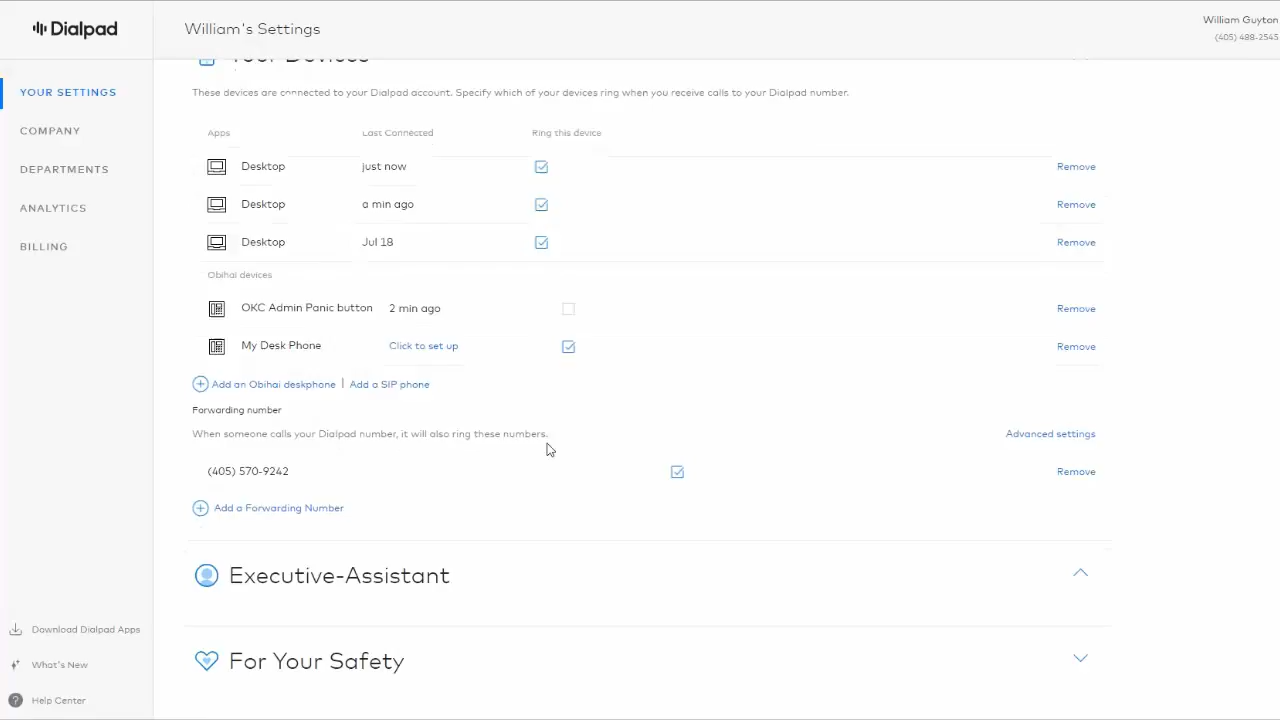 Dialpad
William's Settings
William Guyton
(405) 488-2545
YOUR SETTINGS
COMPANY
DEPARTMENTS
ANALYTICS
BILLING
Download Dialpad Apps
What's New
Help Center
Your Devices
These devices are connected to your Dialpad account. Specify which of your devices ring when you receive calls to your Dialpad number.
Apps Last Connected Ring this device
Desktop just now Remove
Desktop a min ago Remove
Desktop Jul 18 Remove
Obihai devices
OKC Admin Panic button 2 min ago Remove
My Desk Phone Click to set up Remove
Add an Obihai deskphone | Add a SIP phone
Forwarding number
When someone calls your Dialpad number, it will also ring these numbers. Advanced settings
(405) 570-9242 Remove
Add a Forwarding Number
Executive-Assistant
For Your Safety